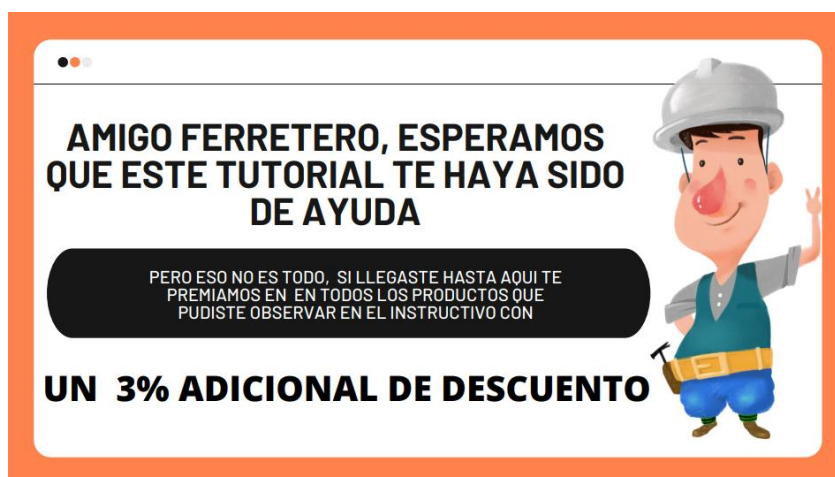 AMIGO FERRETERO, ESPERAMOS
QUE ESTE TUTORIAL TE HAYA SIDO
DE AYUDA
PERO ESO NO ES TODO, SI LLEGASTE HASTA AQUI TE
PREMIAMOS EN EN TODOS LOS PRODUCTOS QUE
PUDISTE OBSERVAR EN EL INSTRUCTIVO CON
UN 3% ADICIONAL DE DESCUENTO